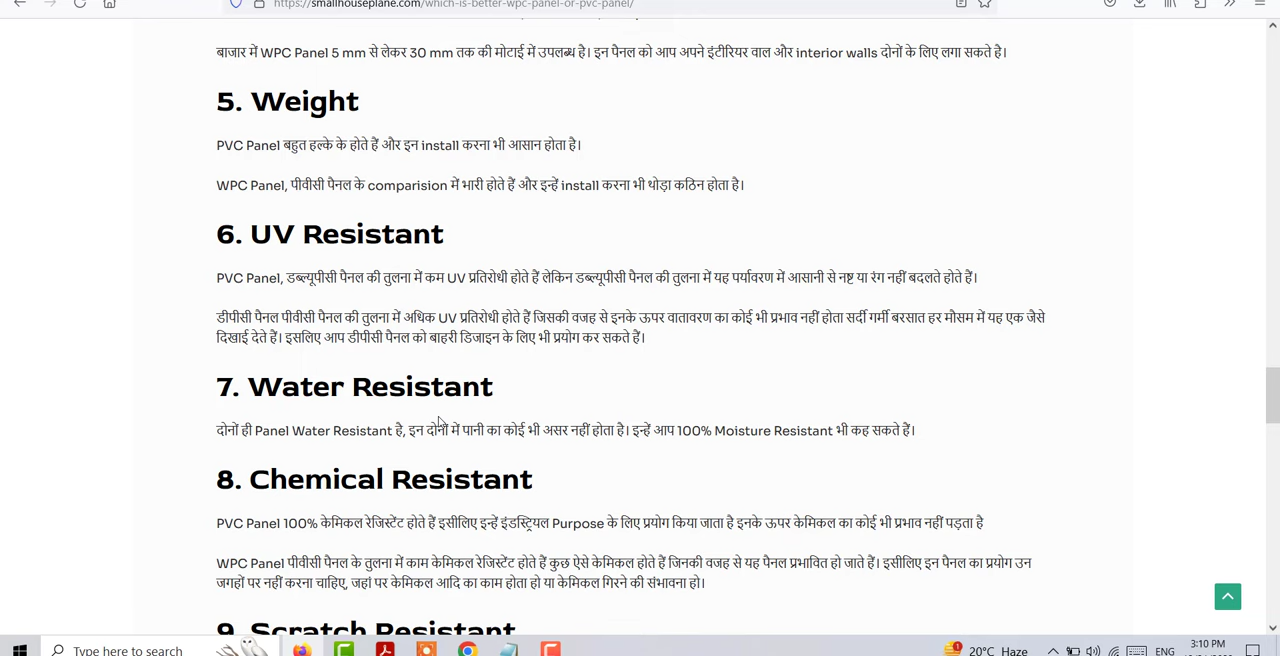 https://smallhouseplane.com/which-is-better-wpc-panel-or-pvc-panel/
बाजार में WPC Panel 5 mm से लेकर 30 mm तक की मोटाई में उपलब्ध है। इन पैनल को आप अपने इंटीरियर वाल और interior walls दोनों के लिए लगा सकते है।
5. Weight
PVC Panel बहुत हल्के के होते हैं और इन install करना भी आसान होता है।
WPC Panel, पीवीसी पैनल के comparision में भारी होते हैं और इन्हें install करना भी थोड़ा कठिन होता है।
6. UV Resistant
PVC Panel, डब्ल्यूपीसी पैनल की तुलना में कम UV प्रतिरोधी होते हैं लेकिन डब्ल्यूपीसी पैनल की तुलना में यह पर्यावरण में आसानी से नष्ट या रंग नहीं बदलते होते हैं।
डीपीसी पैनल पीवीसी पैनल की तुलना में अधिक UV प्रतिरोधी होते हैं जिसकी वजह से इनके ऊपर वातावरण का कोई भी प्रभाव नहीं होता सर्दी गर्मी बरसात हर मौसम में यह एक जैसे
दिखाई देते हैं। इसलिए आप डीपीसी पैनल को बाहरी डिजाइन के लिए भी प्रयोग कर सकते हैं।
7. Water Resistant
दोनों ही Panel Water Resistant है, इन दोनों में पानी का कोई भी असर नहीं होता है। इन्हें आप 100% Moisture Resistant भी कह सकते हैं।
8. Chemical Resistant
PVC Panel 100% केमिकल रेजिस्टेंट होते हैं इसीलिए इन्हें इंडस्ट्रियल Purpose के लिए प्रयोग किया जाता है इनके ऊपर केमिकल का कोई भी प्रभाव नहीं पड़ता है
WPC Panel पीवीसी पैनल के तुलना में काम केमिकल रेजिस्टेंट होते हैं कुछ ऐसे केमिकल होते हैं जिनकी वजह से यह पैनल प्रभावित हो जाते हैं। इसीलिए इन पैनल का प्रयोग उन
जगहों पर नहीं करना चाहिए, जहां पर केमिकल आदि का काम होता हो या केमिकल गिरने की संभावना हो।
9. Scratch Resistant
Type here to search
20°C Haze
ENG
3:10 PM